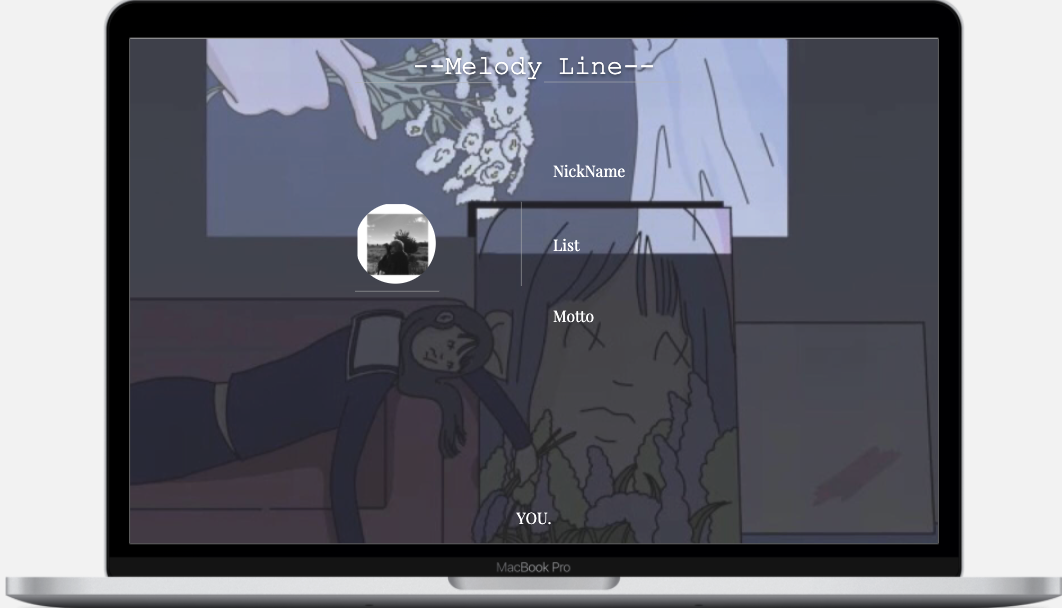 --Melody Line--
NickName
List
Motto
YOU.
MacBook Pro